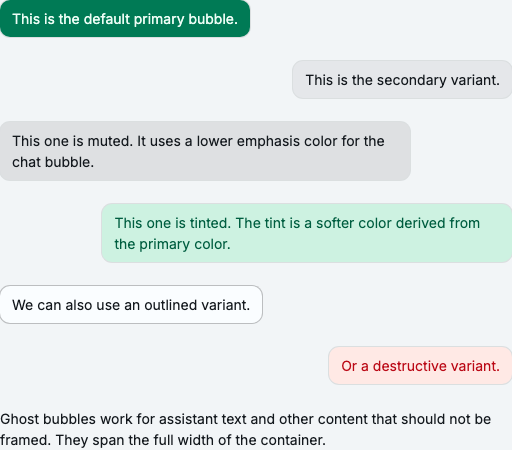 This is the default primary bubble.
This is the secondary variant.
This one is muted. It uses a lower emphasis color for the
chat bubble.
This one is tinted. The tint is a softer color derived from
the primary color.
We can also use an outlined variant.
Or a destructive variant.
Ghost bubbles work for assistant text and other content that should not be
framed. They span the full width of the container.